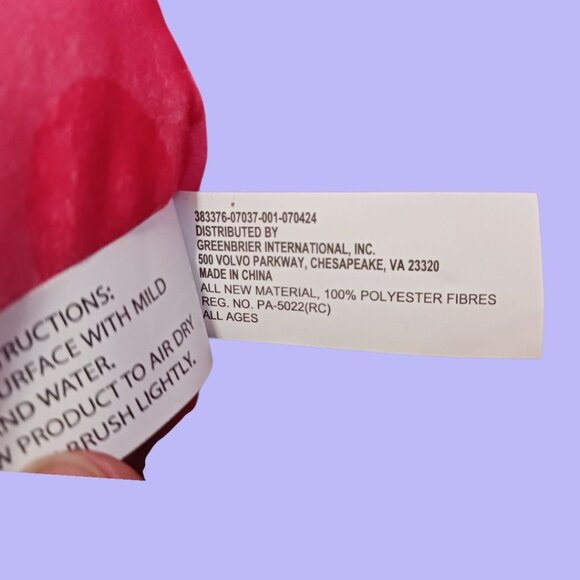 383376-07037-001-070424
DISTRIBUTED BY
GREENBRIER INTERNATIONAL, INC.
500 VOLVO PARKWAY, CHESAPEAKE, VA 23320
MADE IN CHINA
ALL NEW MATERIAL, 100% POLYESTER FIBRES
REG. NO. PA-5022(RC)
ALL AGES
TRUCTIONS:
URFACE WITH MILD
ND WATER.
W PRODUCT TO AIR DRY
BRUSH LIGHTLY.